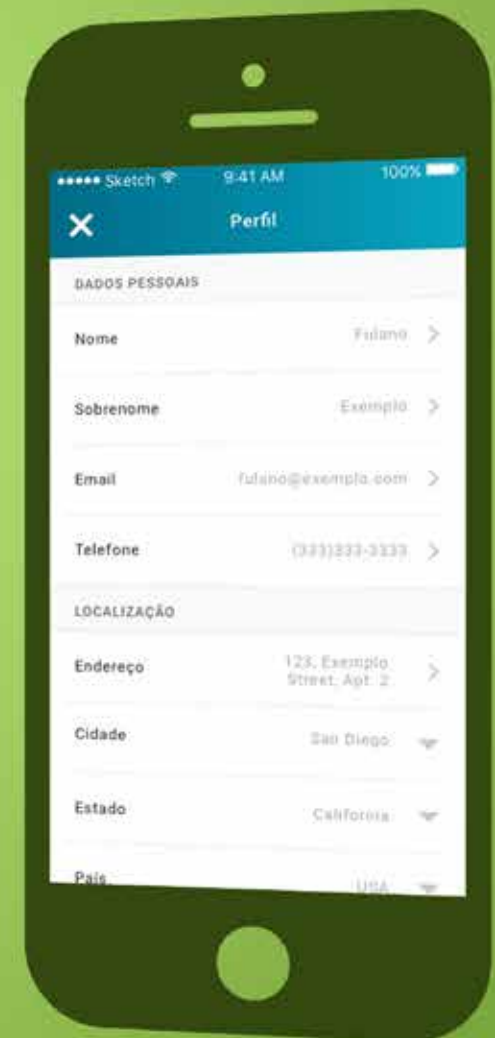 Sketch 9:41 AM 100%
Perfil
DADOS PESSOAIS
Nome Fulano
Sobrenome Exemplo
Email fulano@exemplo.com
Telefone (333)333-3333
LOCALIZAÇÃO
Endereço 123, Exemplo
Street, Apt. 2
Cidade San Diego
Estado California
País USA